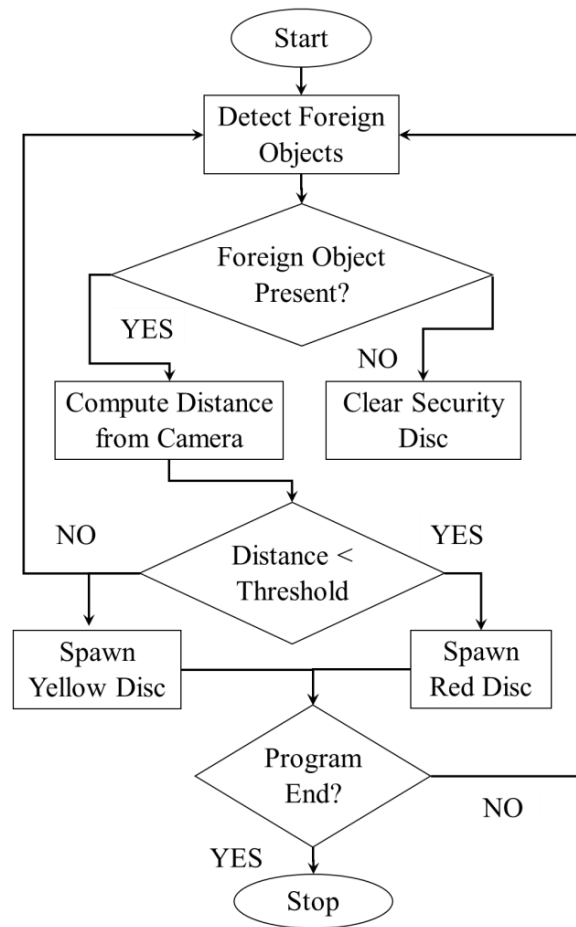 Start
Detect Foreign
Objects
Foreign Object
Present?
YES
NO
Compute Distance
from Camera
Clear Security
Disc
NO
YES
Distance <
Threshold
Spawn
Yellow Disc
Spawn
Red Disc
Program
End?
NO
YES
Stop